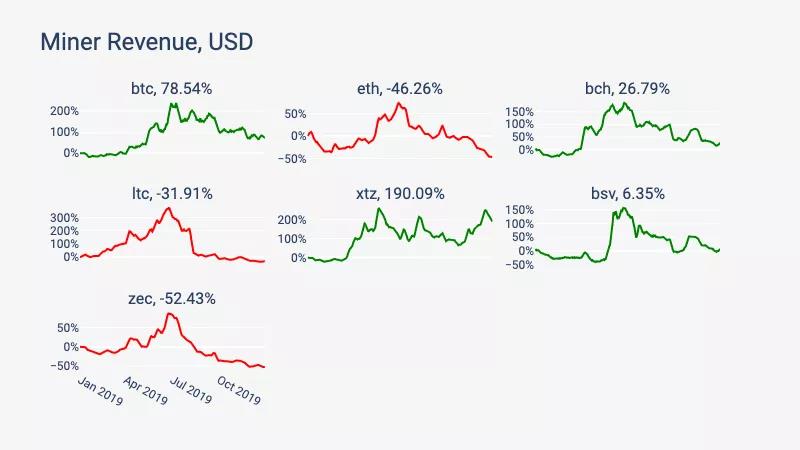 Miner Revenue, USD
btc, 78.54%
200%
100%
0%
eth, -46.26%
50%
0%
−50%
bch, 26.79%
150%
100%
50%
0%
ltc, -31.91%
300%
200%
100%
0%
xtz, 190.09%
200%
100%
0%
bsv, 6.35%
150%
100%
50%
0%
−50%
zec, -52.43%
50%
0%
−50%
Jan 2019
Apr 2019
Jul 2019
Oct 2019